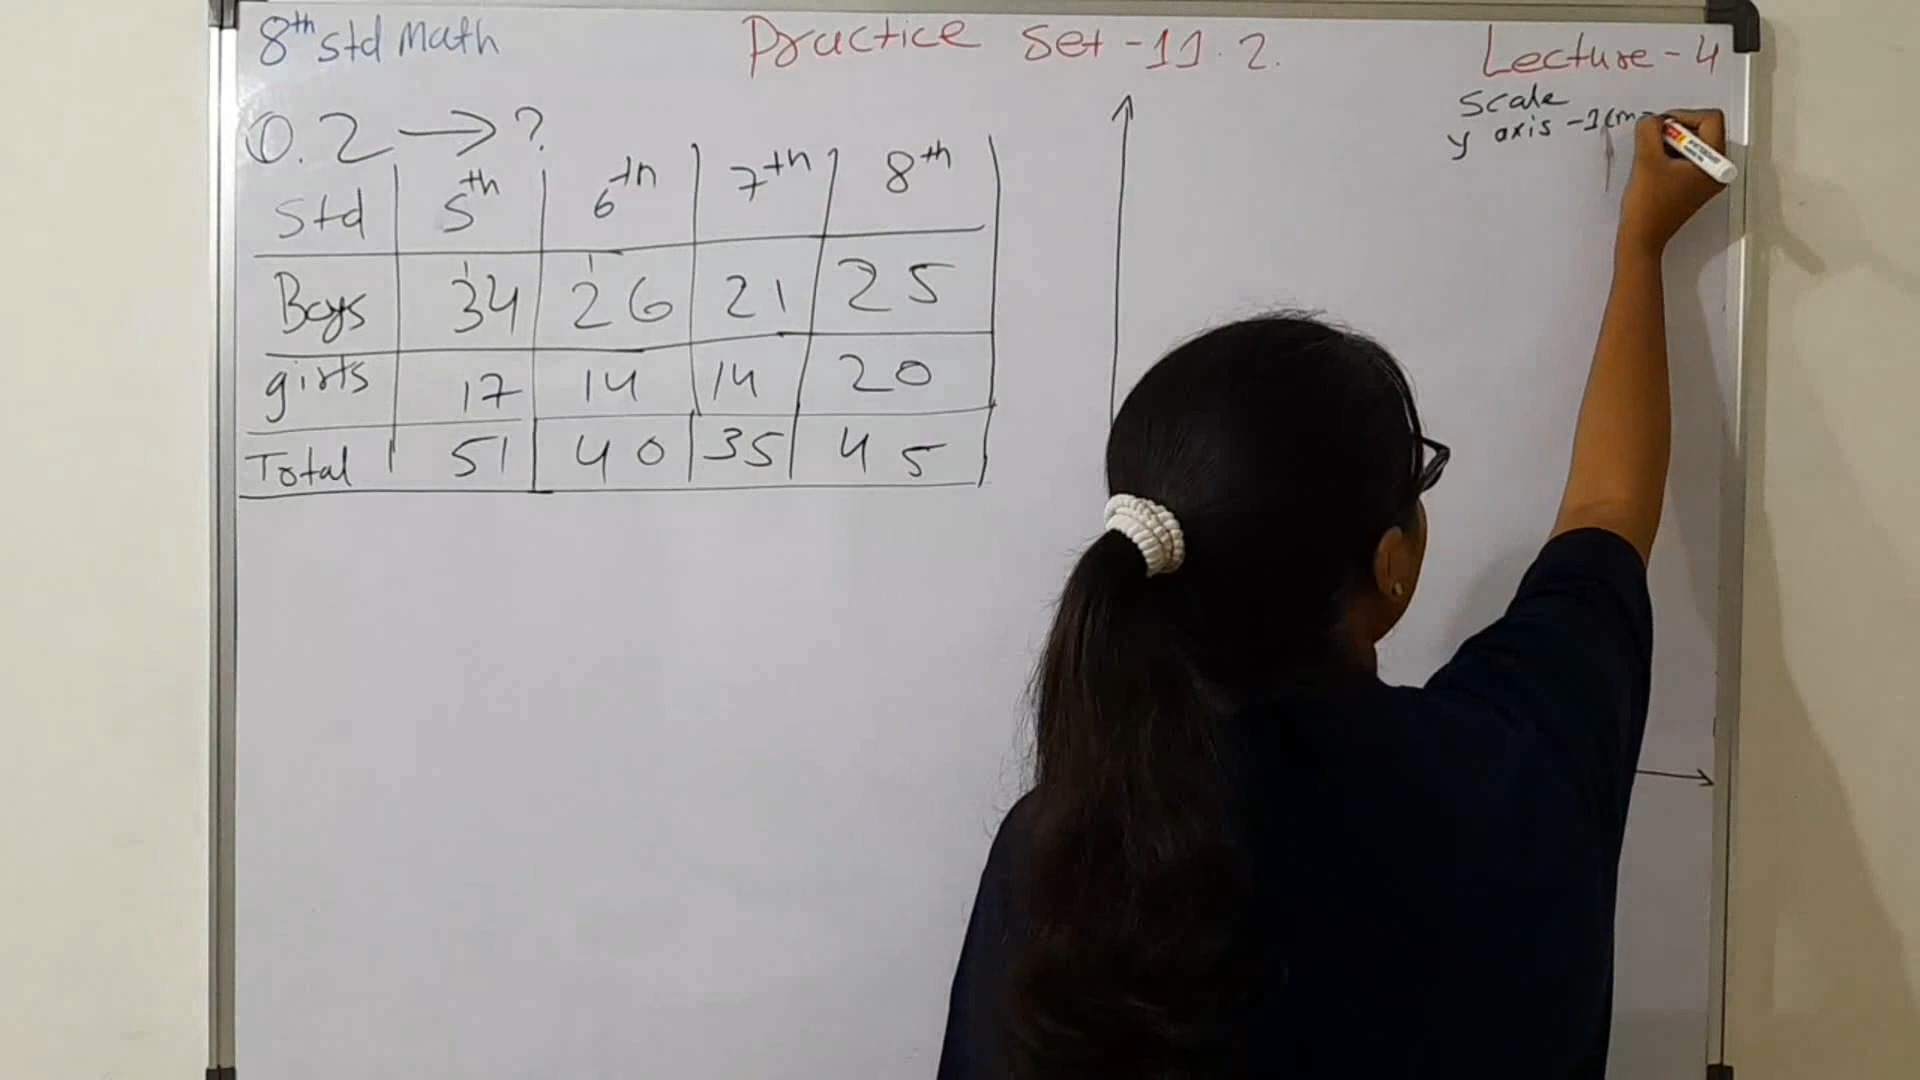 8th std math
Practice Set - 11.2.
Lecture - 4
Q.2 → ?
Scale
y axis - 1cm =
Std 5th 6th 7th 8th
Boys 34 26 21 25
girls 17 14 14 20
Total 51 40 35 45